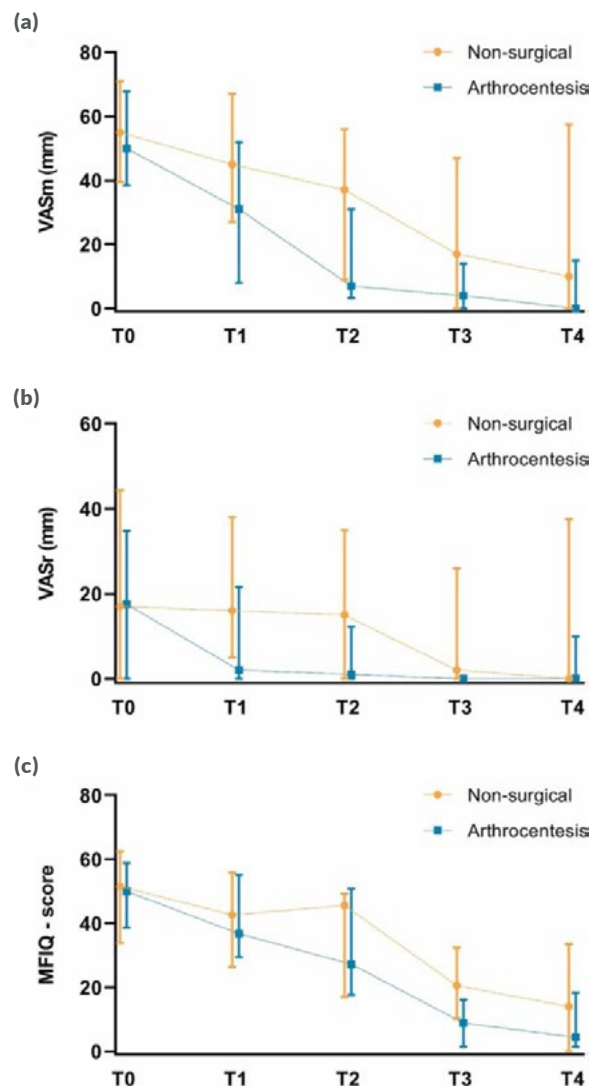 (a)
80
Non-surgical
60
Arthrocentesis
VASm (mm)
40
20
0
T0 T1 T2 T3 T4
(b)
60
Non-surgical
Arthrocentesis
40
VASr (mm)
20
0
T0 T1 T2 T3 T4
(c)
80
Non-surgical
60
Arthrocentesis
MFIQ - score
40
20
0
T0 T1 T2 T3 T4